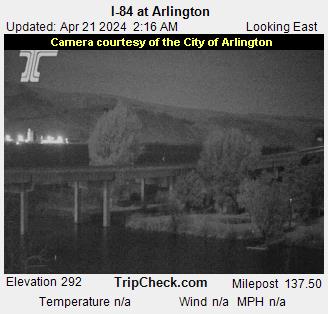 I-84 at Arlington
Updated: Apr 21 2024 2:16 AM Looking East
Camera courtesy of the City of Arlington
Elevation 292 TripCheck.com Milepost 137.50
Temperature n/a Wind n/a MPH n/a